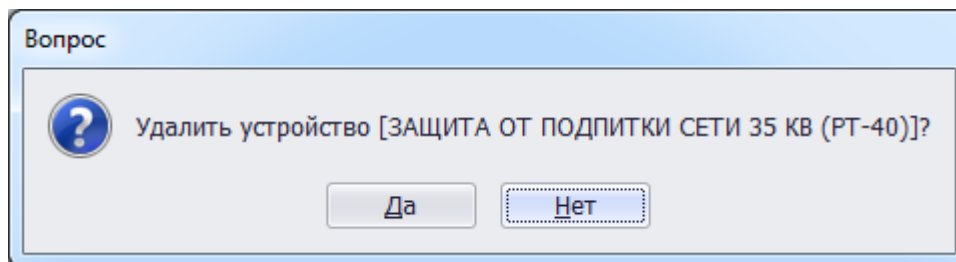 Вопрос
Удалить устройство [ЗАЩИТА ОТ ПОДПИТКИ СЕТИ 35 КВ (РТ-40)]?
Да
Нет